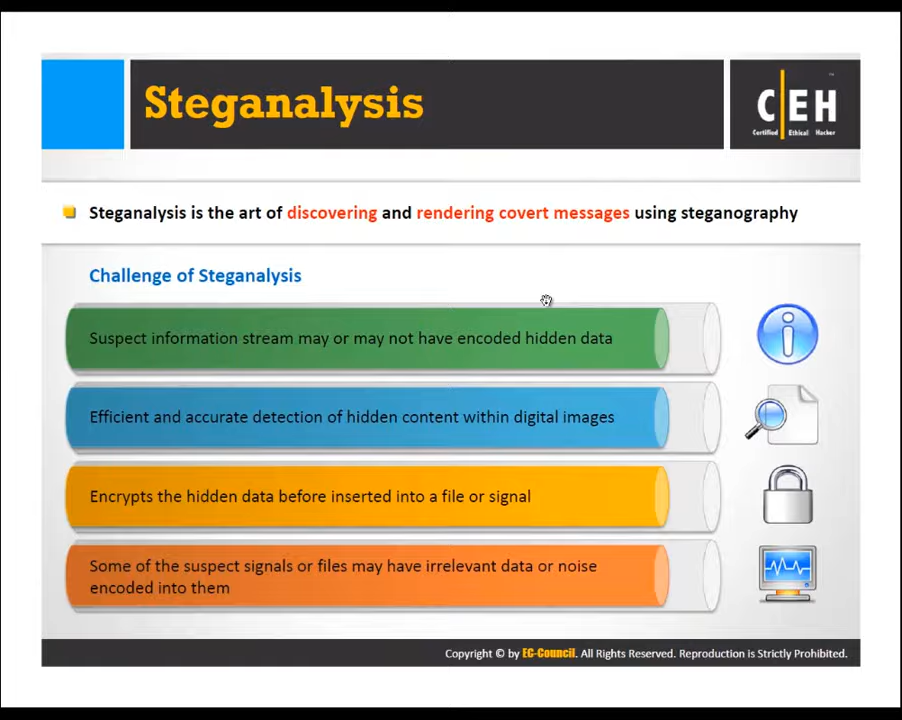 Steganalysis
C|EH
Certified Ethical Hacker
Steganalysis is the art of discovering and rendering covert messages using steganography
Challenge of Steganalysis
Suspect information stream may or may not have encoded hidden data
Efficient and accurate detection of hidden content within digital images
Encrypts the hidden data before inserted into a file or signal
Some of the suspect signals or files may have irrelevant data or noise
encoded into them
Copyright © by EC-Council. All Rights Reserved. Reproduction is Strictly Prohibited.